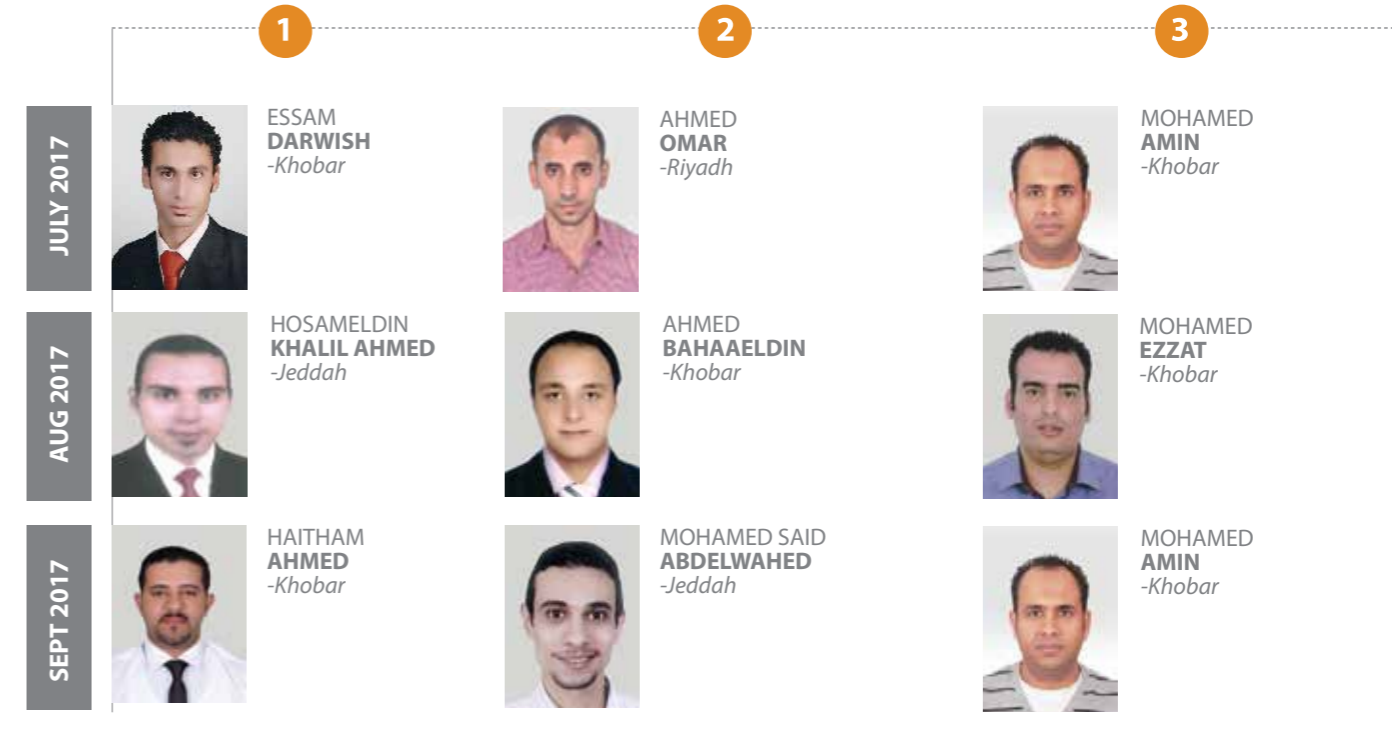 1
2
3
JULY 2017
ESSAM
DARWISH
-Khobar
AHMED
OMAR
-Riyadh
MOHAMED
AMIN
-Khobar
AUG 2017
HOSAMELDIN
KHALIL AHMED
-Jeddah
AHMED
BAHAAELDIN
-Khobar
MOHAMED
EZZAT
-Khobar
SEPT 2017
HAITHAM
AHMED
-Khobar
MOHAMED SAID
ABDELWAHED
-Jeddah
MOHAMED
AMIN
-Khobar